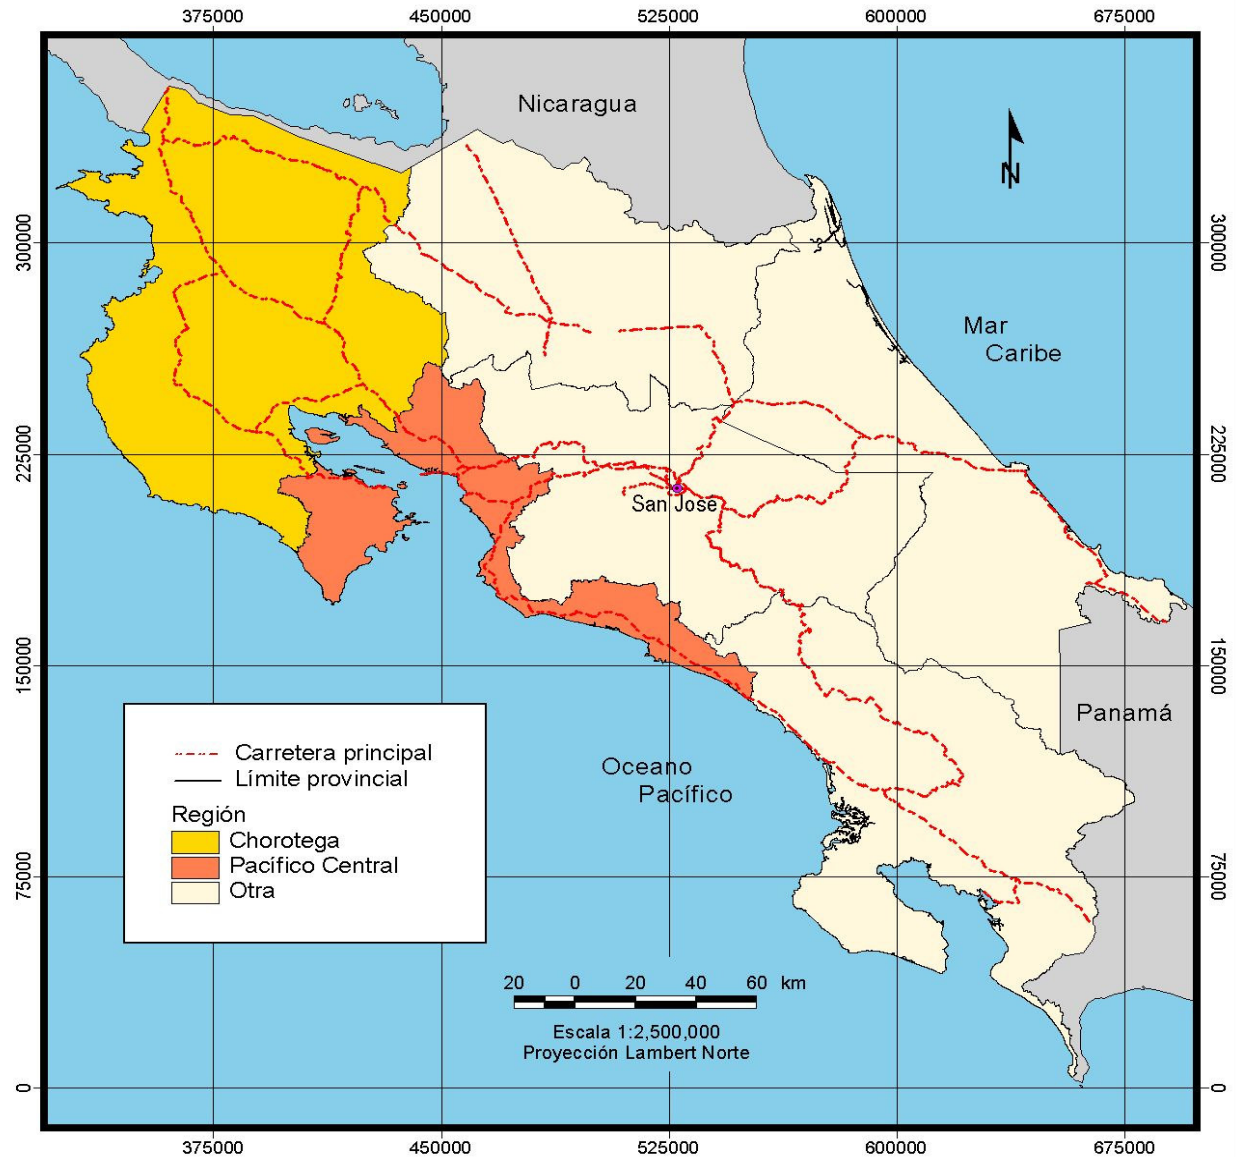 375000 450000 525000 600000 675000
Nicaragua
N
300000 300000
Mar
Caribe
225000 225000
San Jose
150000 150000
Panamá
Carretera principal
Límite provincial
Región
Chorotega
Pacífico Central
Otra
Oceano
Pacífico
75000 75000
20 0 20 40 60 km
Escala 1:2,500,000
Proyección Lambert Norte
0 0
375000 450000 525000 600000 675000